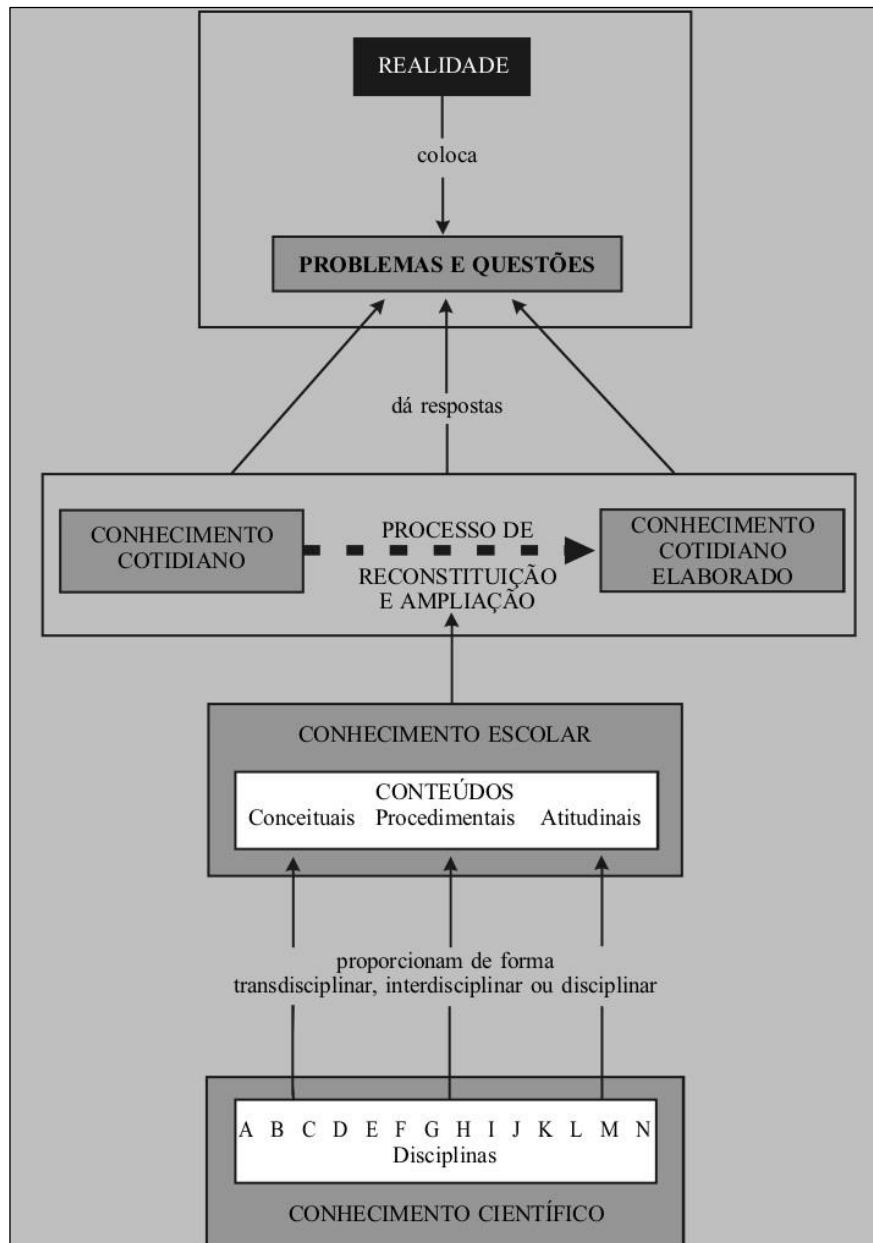 REALIDADE
coloca
PROBLEMAS E QUESTÕES
dá respostas
CONHECIMENTO
COTIDIANO
PROCESSO DE
RECONSTITUIÇÃO
E AMPLIAÇÃO
CONHECIMENTO
COTIDIANO
ELABORADO
CONHECIMENTO ESCOLAR
CONTEÚDOS
Conceituais Procedimentais Atitudinais
proporcionam de forma
transdisciplinar, interdisciplinar ou disciplinar
A B C D E F G H I J K L M N
Disciplinas
CONHECIMENTO CIENTÍFICO